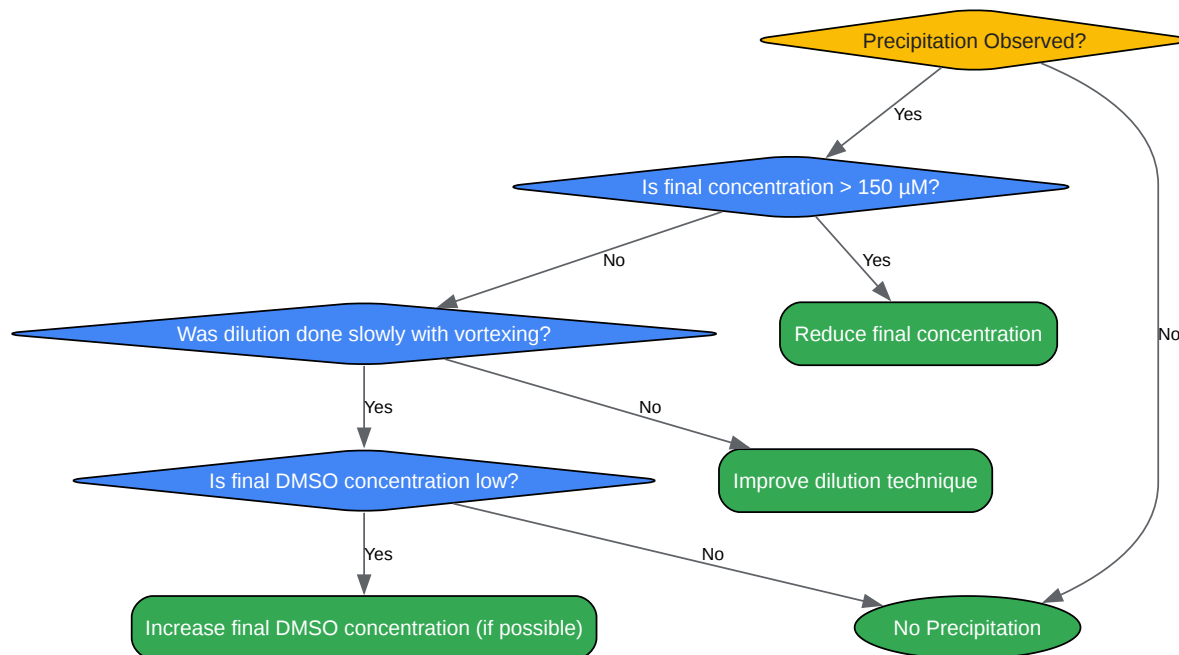 Precipitation Observed?
Yes
Is final concentration > 150 µM?
No
Yes
Was dilution done slowly with vortexing?
Reduce final concentration
No
Yes
No
Is final DMSO concentration low?
Improve dilution technique
Yes
No
Increase final DMSO concentration (if possible)
No Precipitation